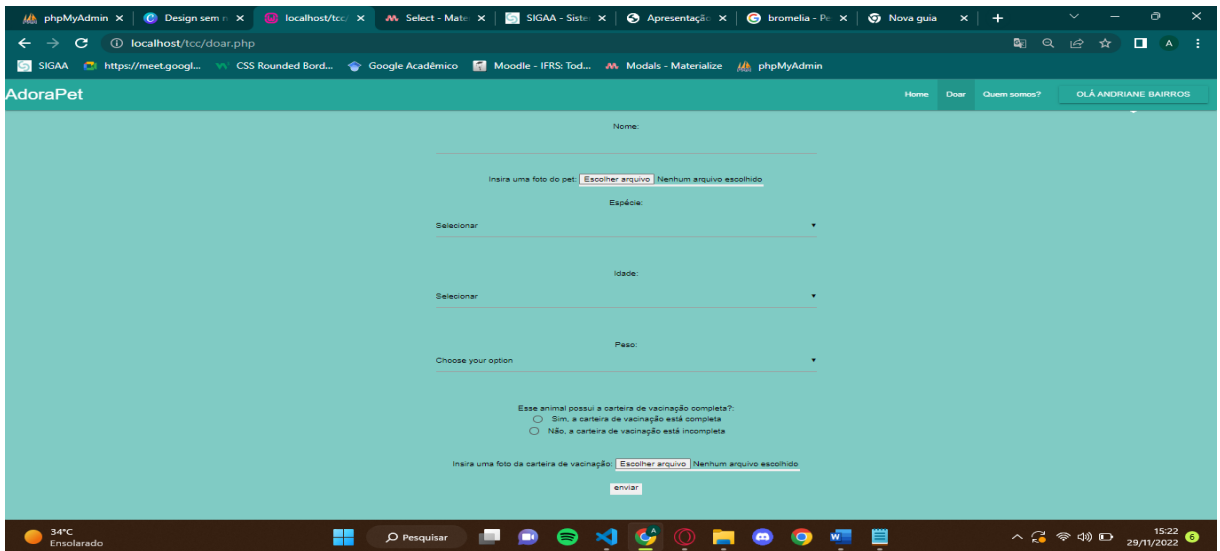 phpMyAdmin
Design sem n
localhost/tcc/
Select - Mate
SIGAA - Siste
Apresentação
bromelia - Pe
Nova guia
localhost/tcc/doar.php
A
SIGAA
https://meet.googl...
CSS Rounded Bord...
Google Acadêmico
Moodle - IFRS: Tod...
Modals - Materialize
phpMyAdmin
AdoraPet
Home
Doar
Quem somos?
OLÁ ANDRIANE BAIRROS
Nome:
Insira uma foto do pet: Escolher arquivo Nenhum arquivo escolhido
Espécie:
Selecionar
Idade:
Selecionar
Peso:
Choose your option
Esse animal possui a carteira de vacinação completa?:
Sim, a carteira de vacinação está completa
Não, a carteira de vacinação está incompleta
Insira uma foto da carteira de vacinação: Escolher arquivo Nenhum arquivo escolhido
enviar
34°C
Ensolarado
Pesquisar
15:22
29/11/2022
6